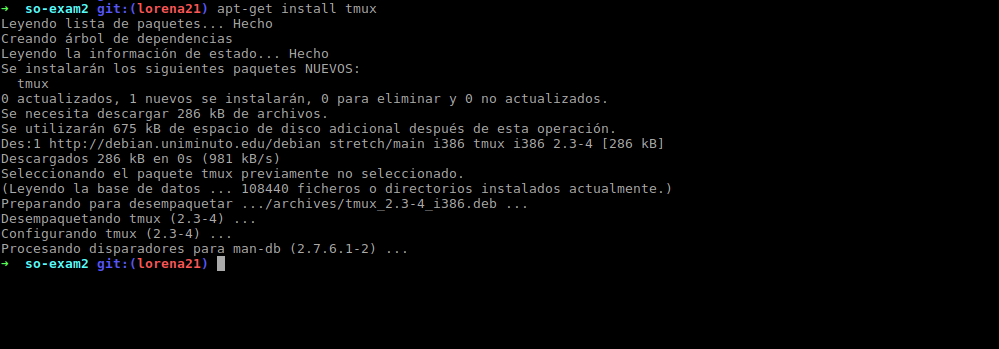 ➜  so-exam2 git:(lorena21) apt-get install tmux
Leyendo lista de paquetes... Hecho
Creando árbol de dependencias
Leyendo la información de estado... Hecho
Se instalarán los siguientes paquetes NUEVOS:
  tmux
0 actualizados, 1 nuevos se instalarán, 0 para eliminar y 0 no actualizados.
Se necesita descargar 286 kB de archivos.
Se utilizarán 675 kB de espacio de disco adicional después de esta operación.
Des:1 http://debian.uniminuto.edu/debian stretch/main i386 tmux i386 2.3-4 [286 kB]
Descargados 286 kB en 0s (981 kB/s)
Seleccionando el paquete tmux previamente no seleccionado.
(Leyendo la base de datos ... 108440 ficheros o directorios instalados actualmente.)
Preparando para desempaquetar .../archives/tmux_2.3-4_i386.deb ...
Desempaquetando tmux (2.3-4) ...
Configurando tmux (2.3-4) ...
Procesando disparadores para man-db (2.7.6.1-2) ...
➜  so-exam2 git:(lorena21)